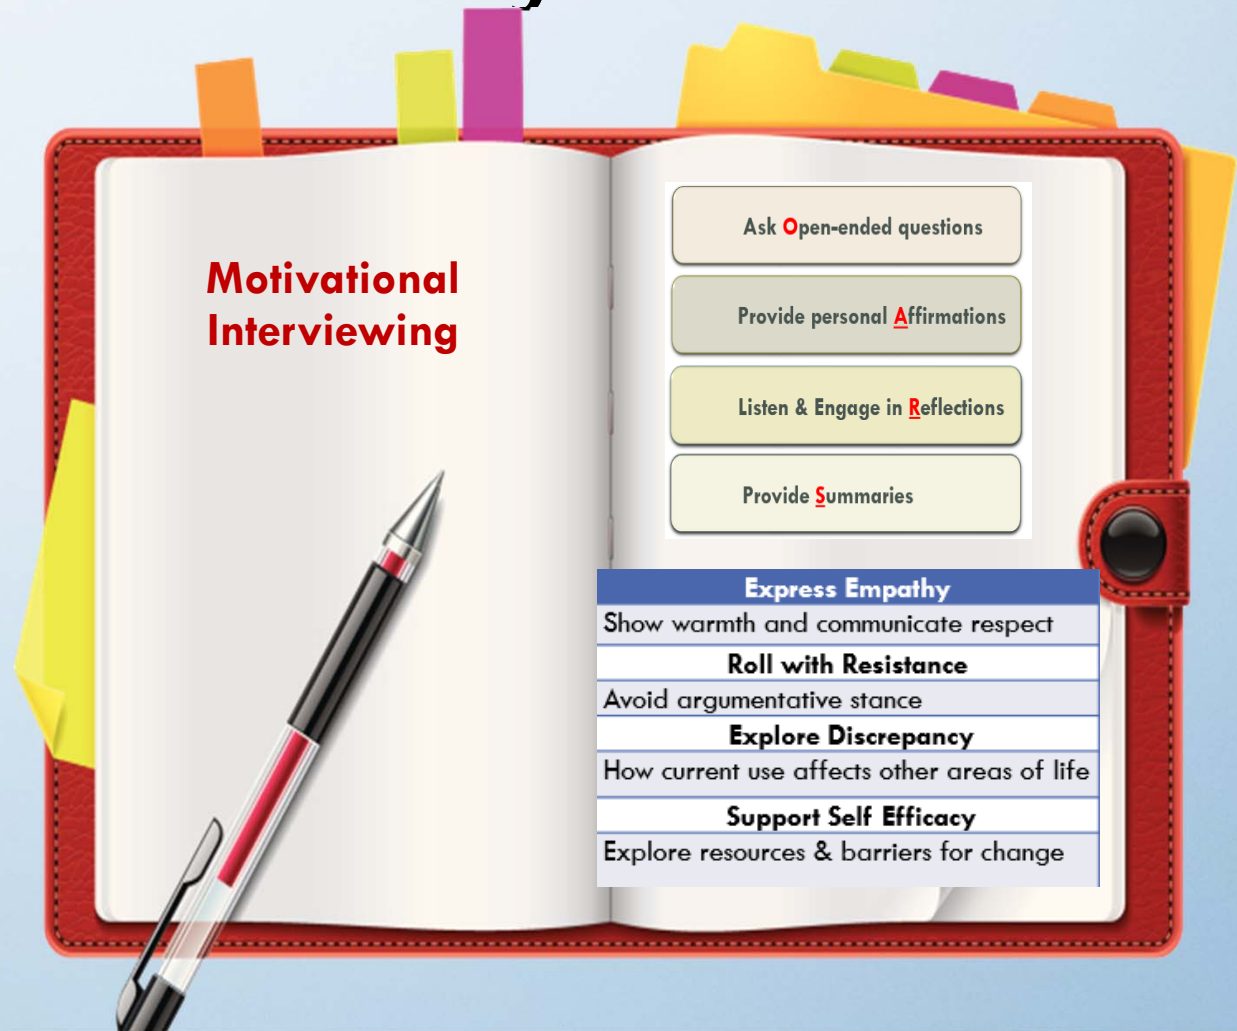 Motivational
Interviewing
Ask Open-ended questions
Provide personal Affirmations
Listen & Engage in Reflections
Provide Summaries
Express Empathy
Show warmth and communicate respect
Roll with Resistance
Avoid argumentative stance
Explore Discrepancy
How current use affects other areas of life
Support Self Efficacy
Explore resources & barriers for change